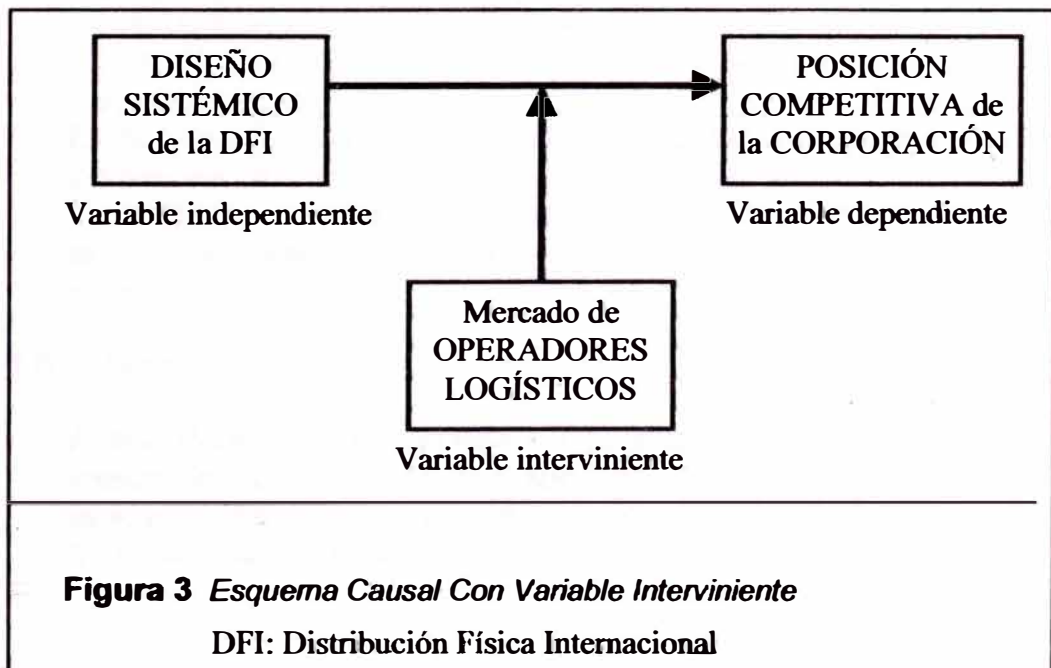 DISEÑO
SISTÉMICO
de la DFI
Variable independiente
POSICIÓN
COMPETITIVA de
la CORPORACIÓN
Variable dependiente
Mercado de
OPERADORES
LOGÍSTICOS
Variable interviniente
Figura 3 Esquema Causal Con Variable Interviniente
DFI: Distribución Física Internacional